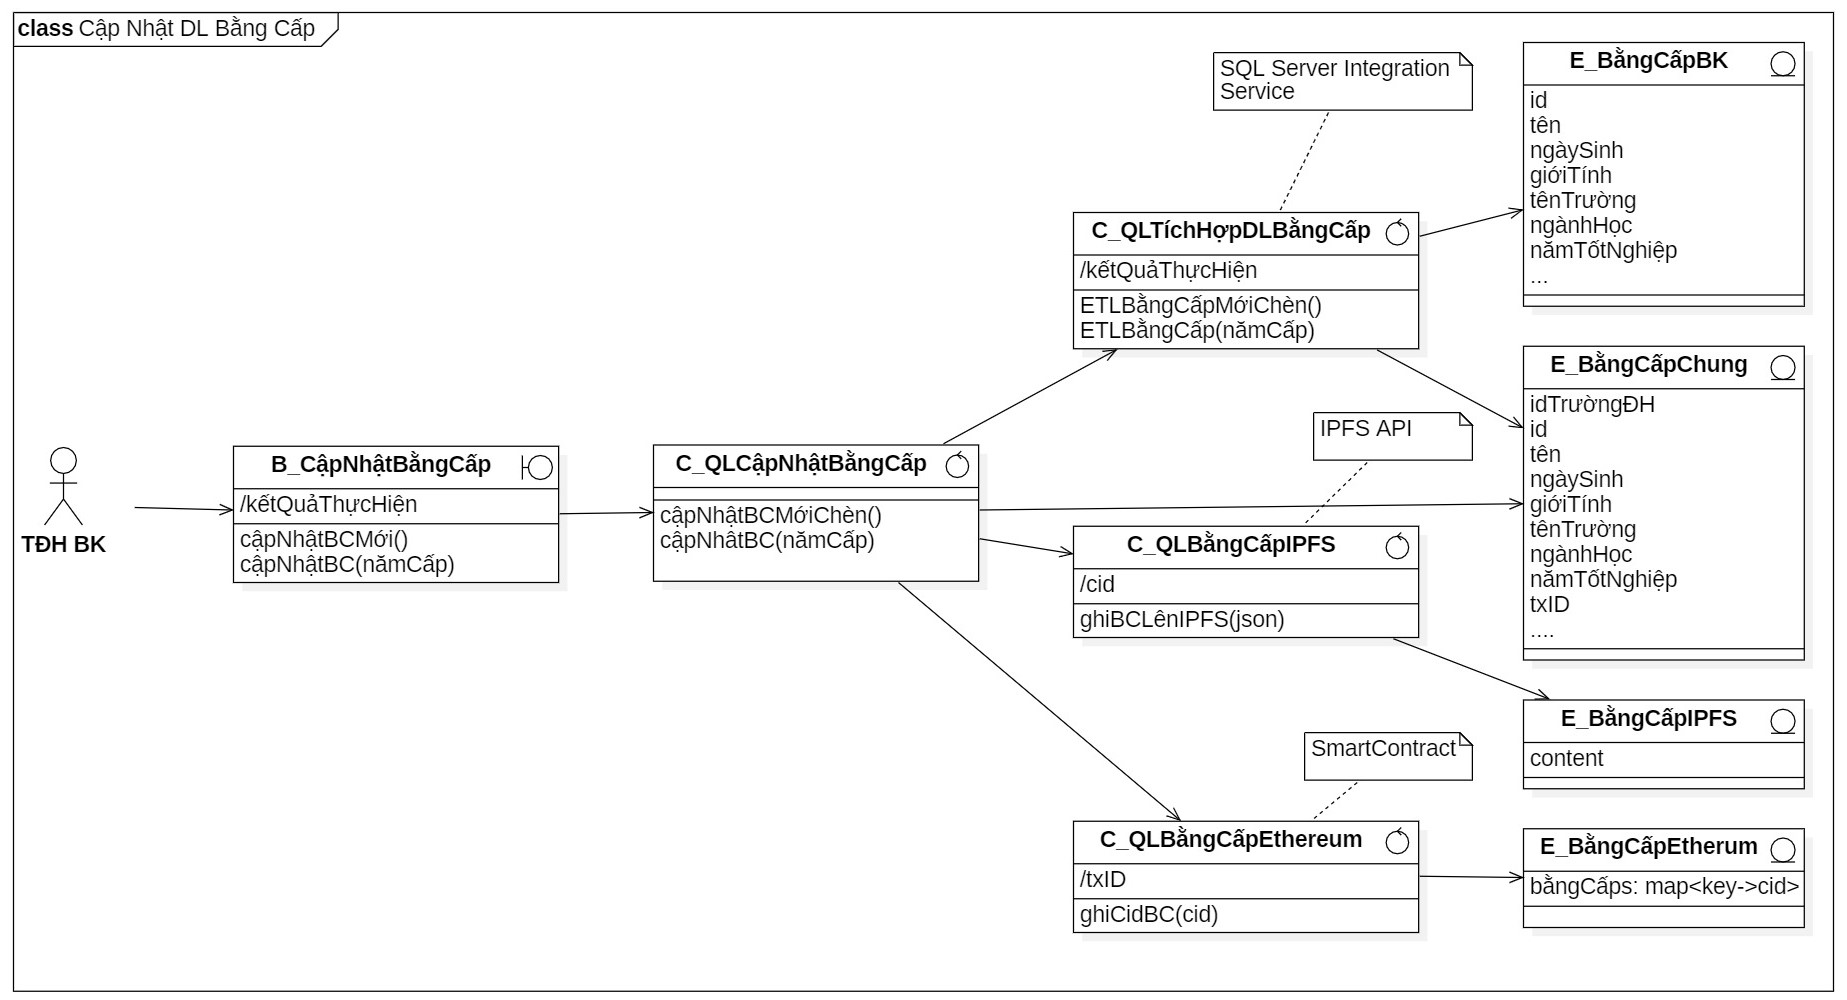 class Cập Nhật DL Bằng Cấp
TĐH BK
B_CậpNhậtBằngCấp
/kếtQuảThựcHiện
cậpNhậtBCMới()
cậpNhậtBC(nămCấp)
C_QLCậpNhậtBằngCấp
cậpNhậtBCMớiChèn()
cậpNhâtBC(nămCấp)
SQL Server Integration
Service
C_QLTíchHợpDLBằngCấp
/kếtQuảThựcHiện
ETLBằngCấpMớiChèn()
ETLBằngCấp(nămCấp)
IPFS API
C_QLBằngCấpIPFS
/cid
ghiBCLênIPFS(json)
SmartContract
C_QLBằngCấpEthereum
/txID
ghiCidBC(cid)
E_BằngCấpBK
id
tên
ngàySinh
giớiTính
tênTrường
ngànhHọc
nămTốtNghiệp
...
E_BằngCấpChung
idTrườngĐH
id
tên
ngàySinh
giớiTính
tênTrường
ngànhHọc
nămTốtNghiệp
txID
....
E_BằngCấpIPFS
content
E_BằngCấpEtherum
bằngCấps: map<key->cid>